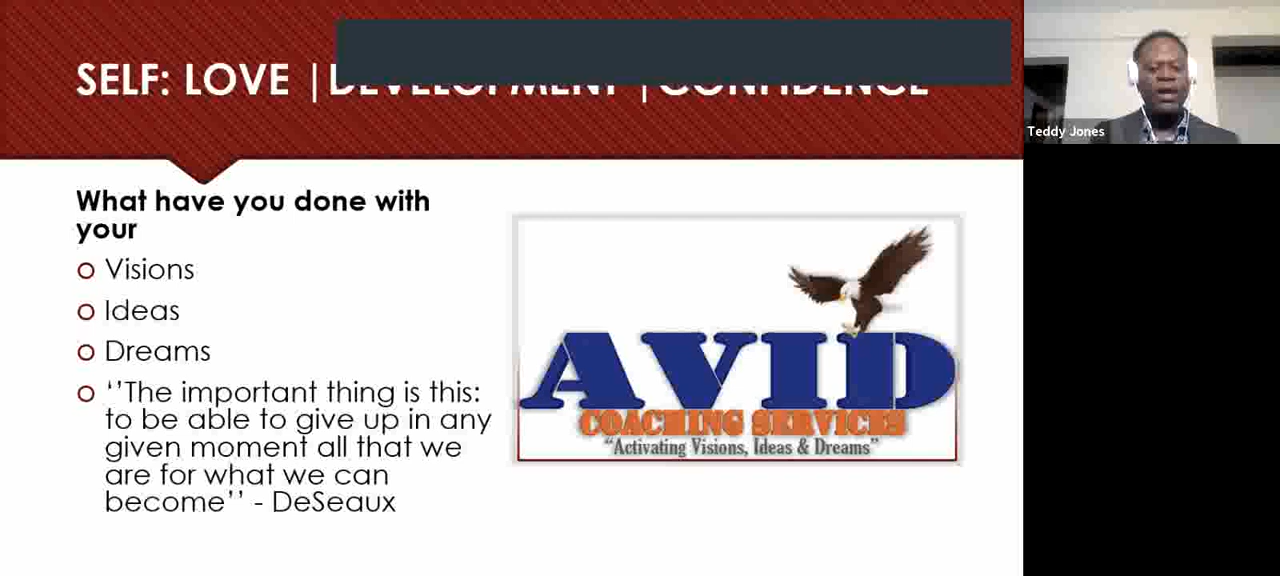 SELF: LOVE | DEVELOPMENT | CONFIDENCE
Teddy Jones
What have you done with
your
Visions
Ideas
Dreams
‘’The important thing is this:
to be able to give up in any
given moment all that we
are for what we can
become’’ - DeSeaux
AVID
COACHING SERVICES
“Activating Visions, Ideas & Dreams”